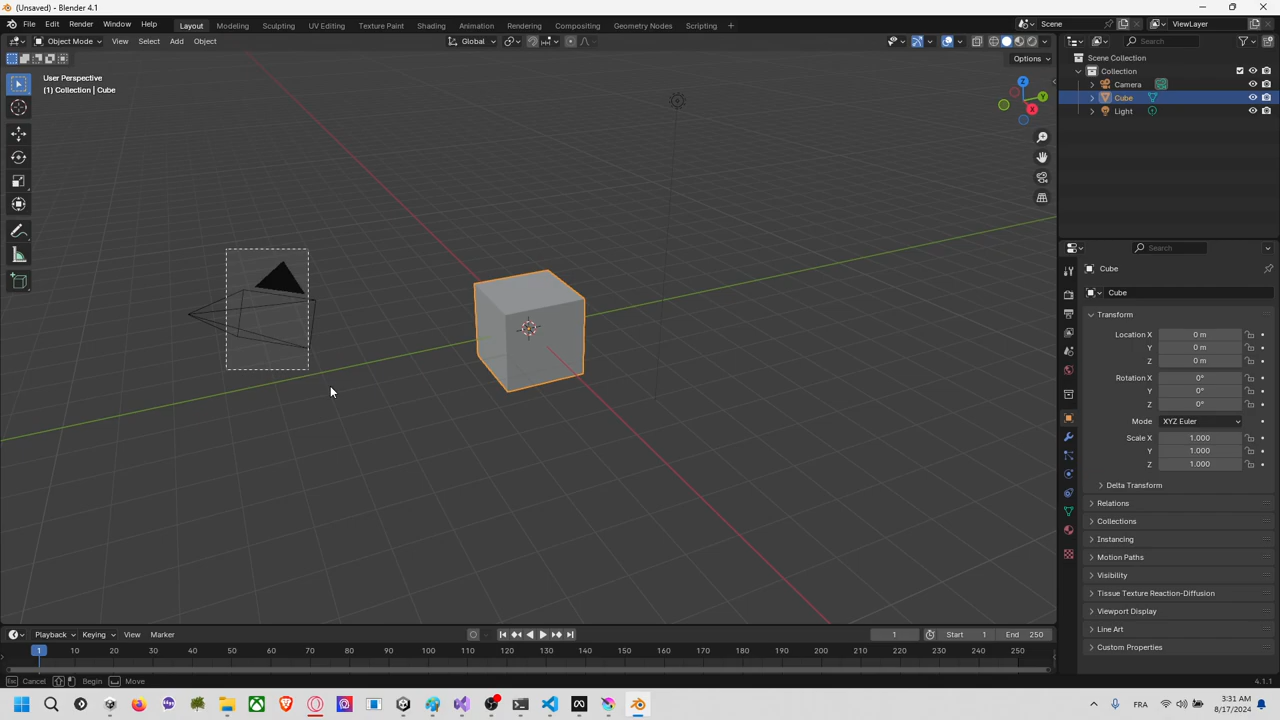 (Unsaved) - Blender 4.1
File Edit Render Window Help Layout Modeling Sculpting UV Editing Texture Paint Shading Animation Rendering Compositing Geometry Nodes Scripting + Scene ViewLayer
Object Mode View Select Add Object Global Search
Options
User Perspective
(1) Collection | Cube
Z
Y
X
Scene Collection
Collection
Camera
Cube
Light
Search
Cube
Cube
Transform
Location X 0 m
Y 0 m
Z 0 m
Rotation X 0°
Y 0°
Z 0°
Mode XYZ Euler
Scale X 1.000
Y 1.000
Z 1.000
Delta Transform
Relations
Collections
Instancing
Motion Paths
Visibility
Tissue Texture Reaction-Diffusion
Viewport Display
Line Art
Custom Properties
Playback Keying View Marker 1 Start 1 End 250
1 10 20 30 40 50 60 70 80 90 100 110 120 130 140 150 160 170 180 190 200 210 220 230 240 250
Cancel Begin Move 4.1.1
FRA 3:31 AM
8/17/2024